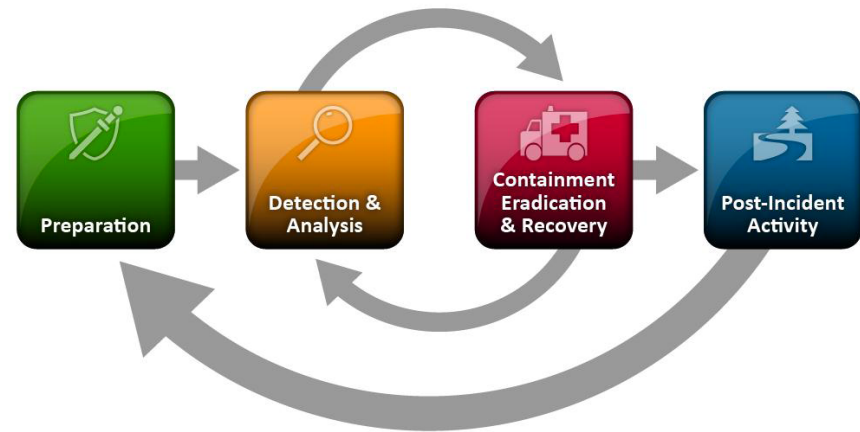 Preparation
Detection &
Analysis
Containment
Eradication
& Recovery
Post-Incident
Activity